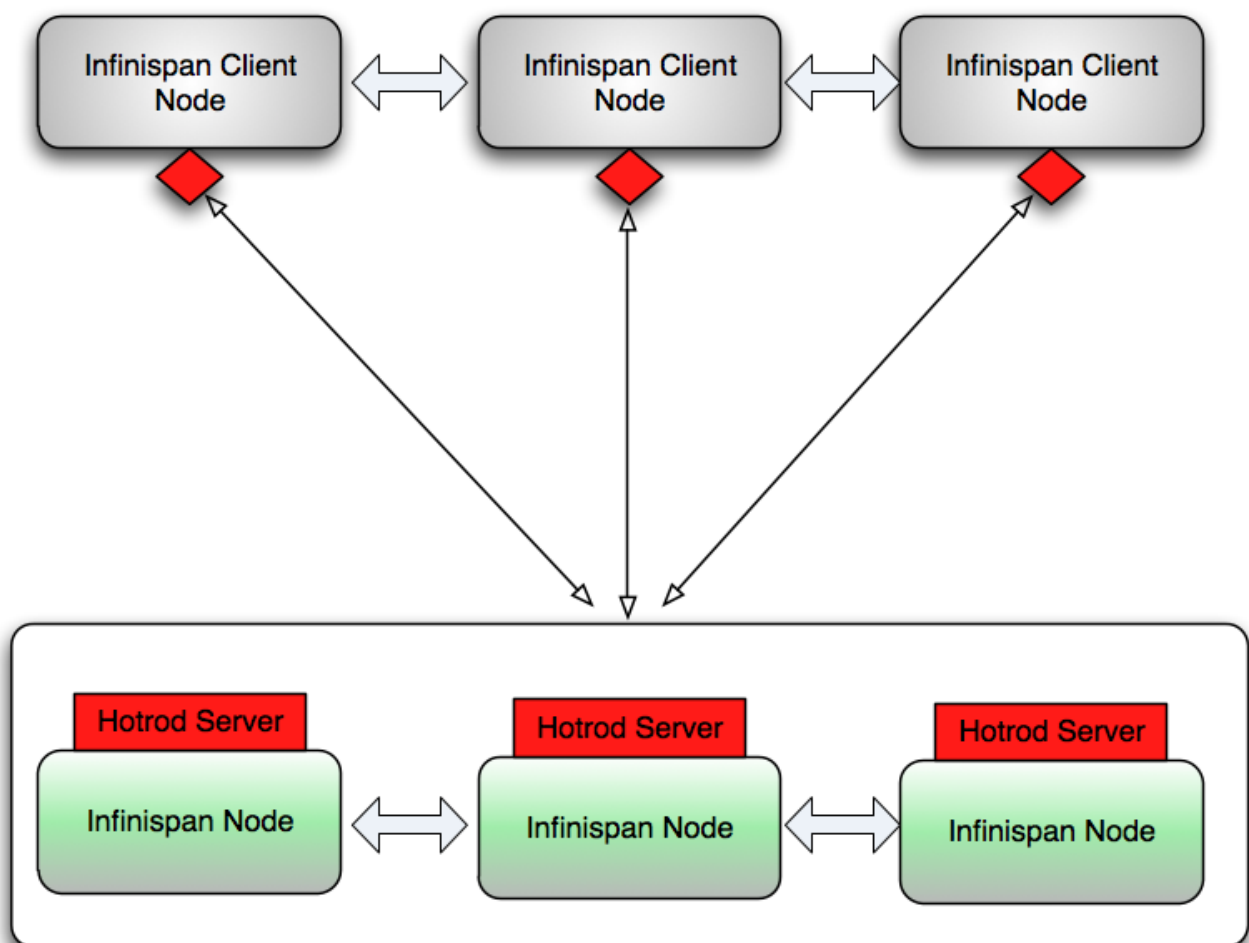 Infinispan Client
Node
Infinispan Client
Node
Infinispan Client
Node
Hotrod Server
Infinispan Node
Hotrod Server
Infinispan Node
Hotrod Server
Infinispan Node